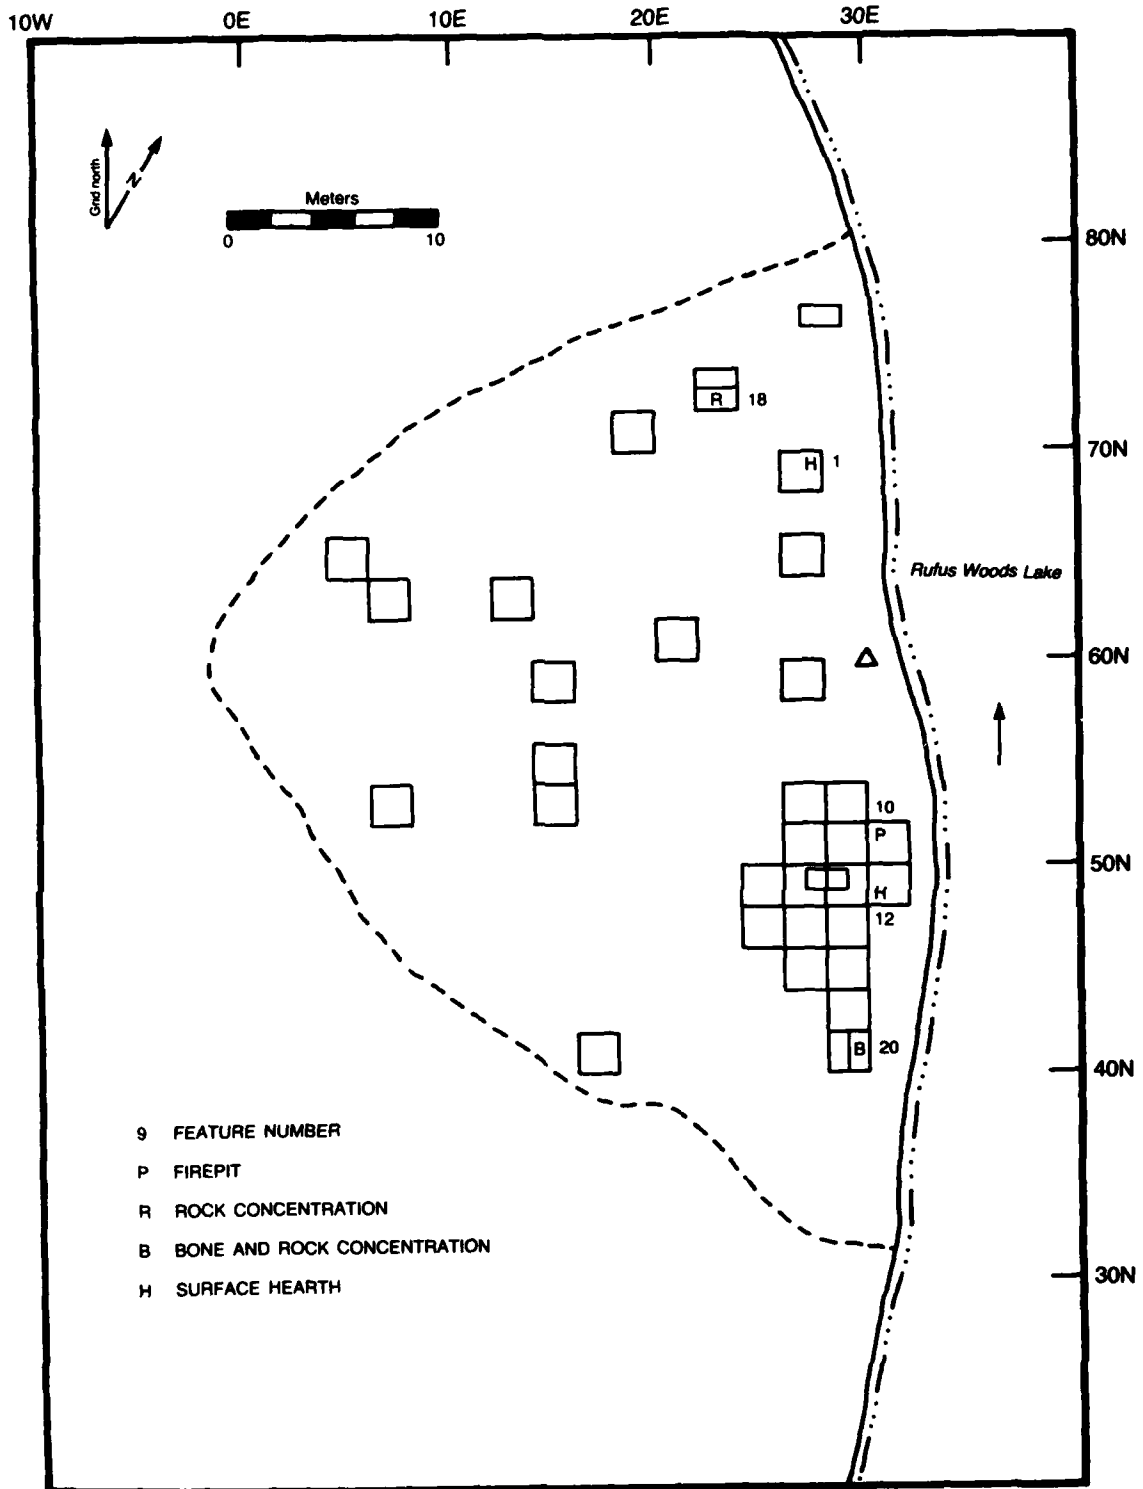 10W 0E 10E 20E 30E
Grid north
N
Meters
0 10
80N
R 18
70N
H 1
Rufus Woods Lake
60N
10
P
50N
H
12
B 20
40N
9 FEATURE NUMBER
P FIREPIT
R ROCK CONCENTRATION
B BONE AND ROCK CONCENTRATION
30N
H SURFACE HEARTH